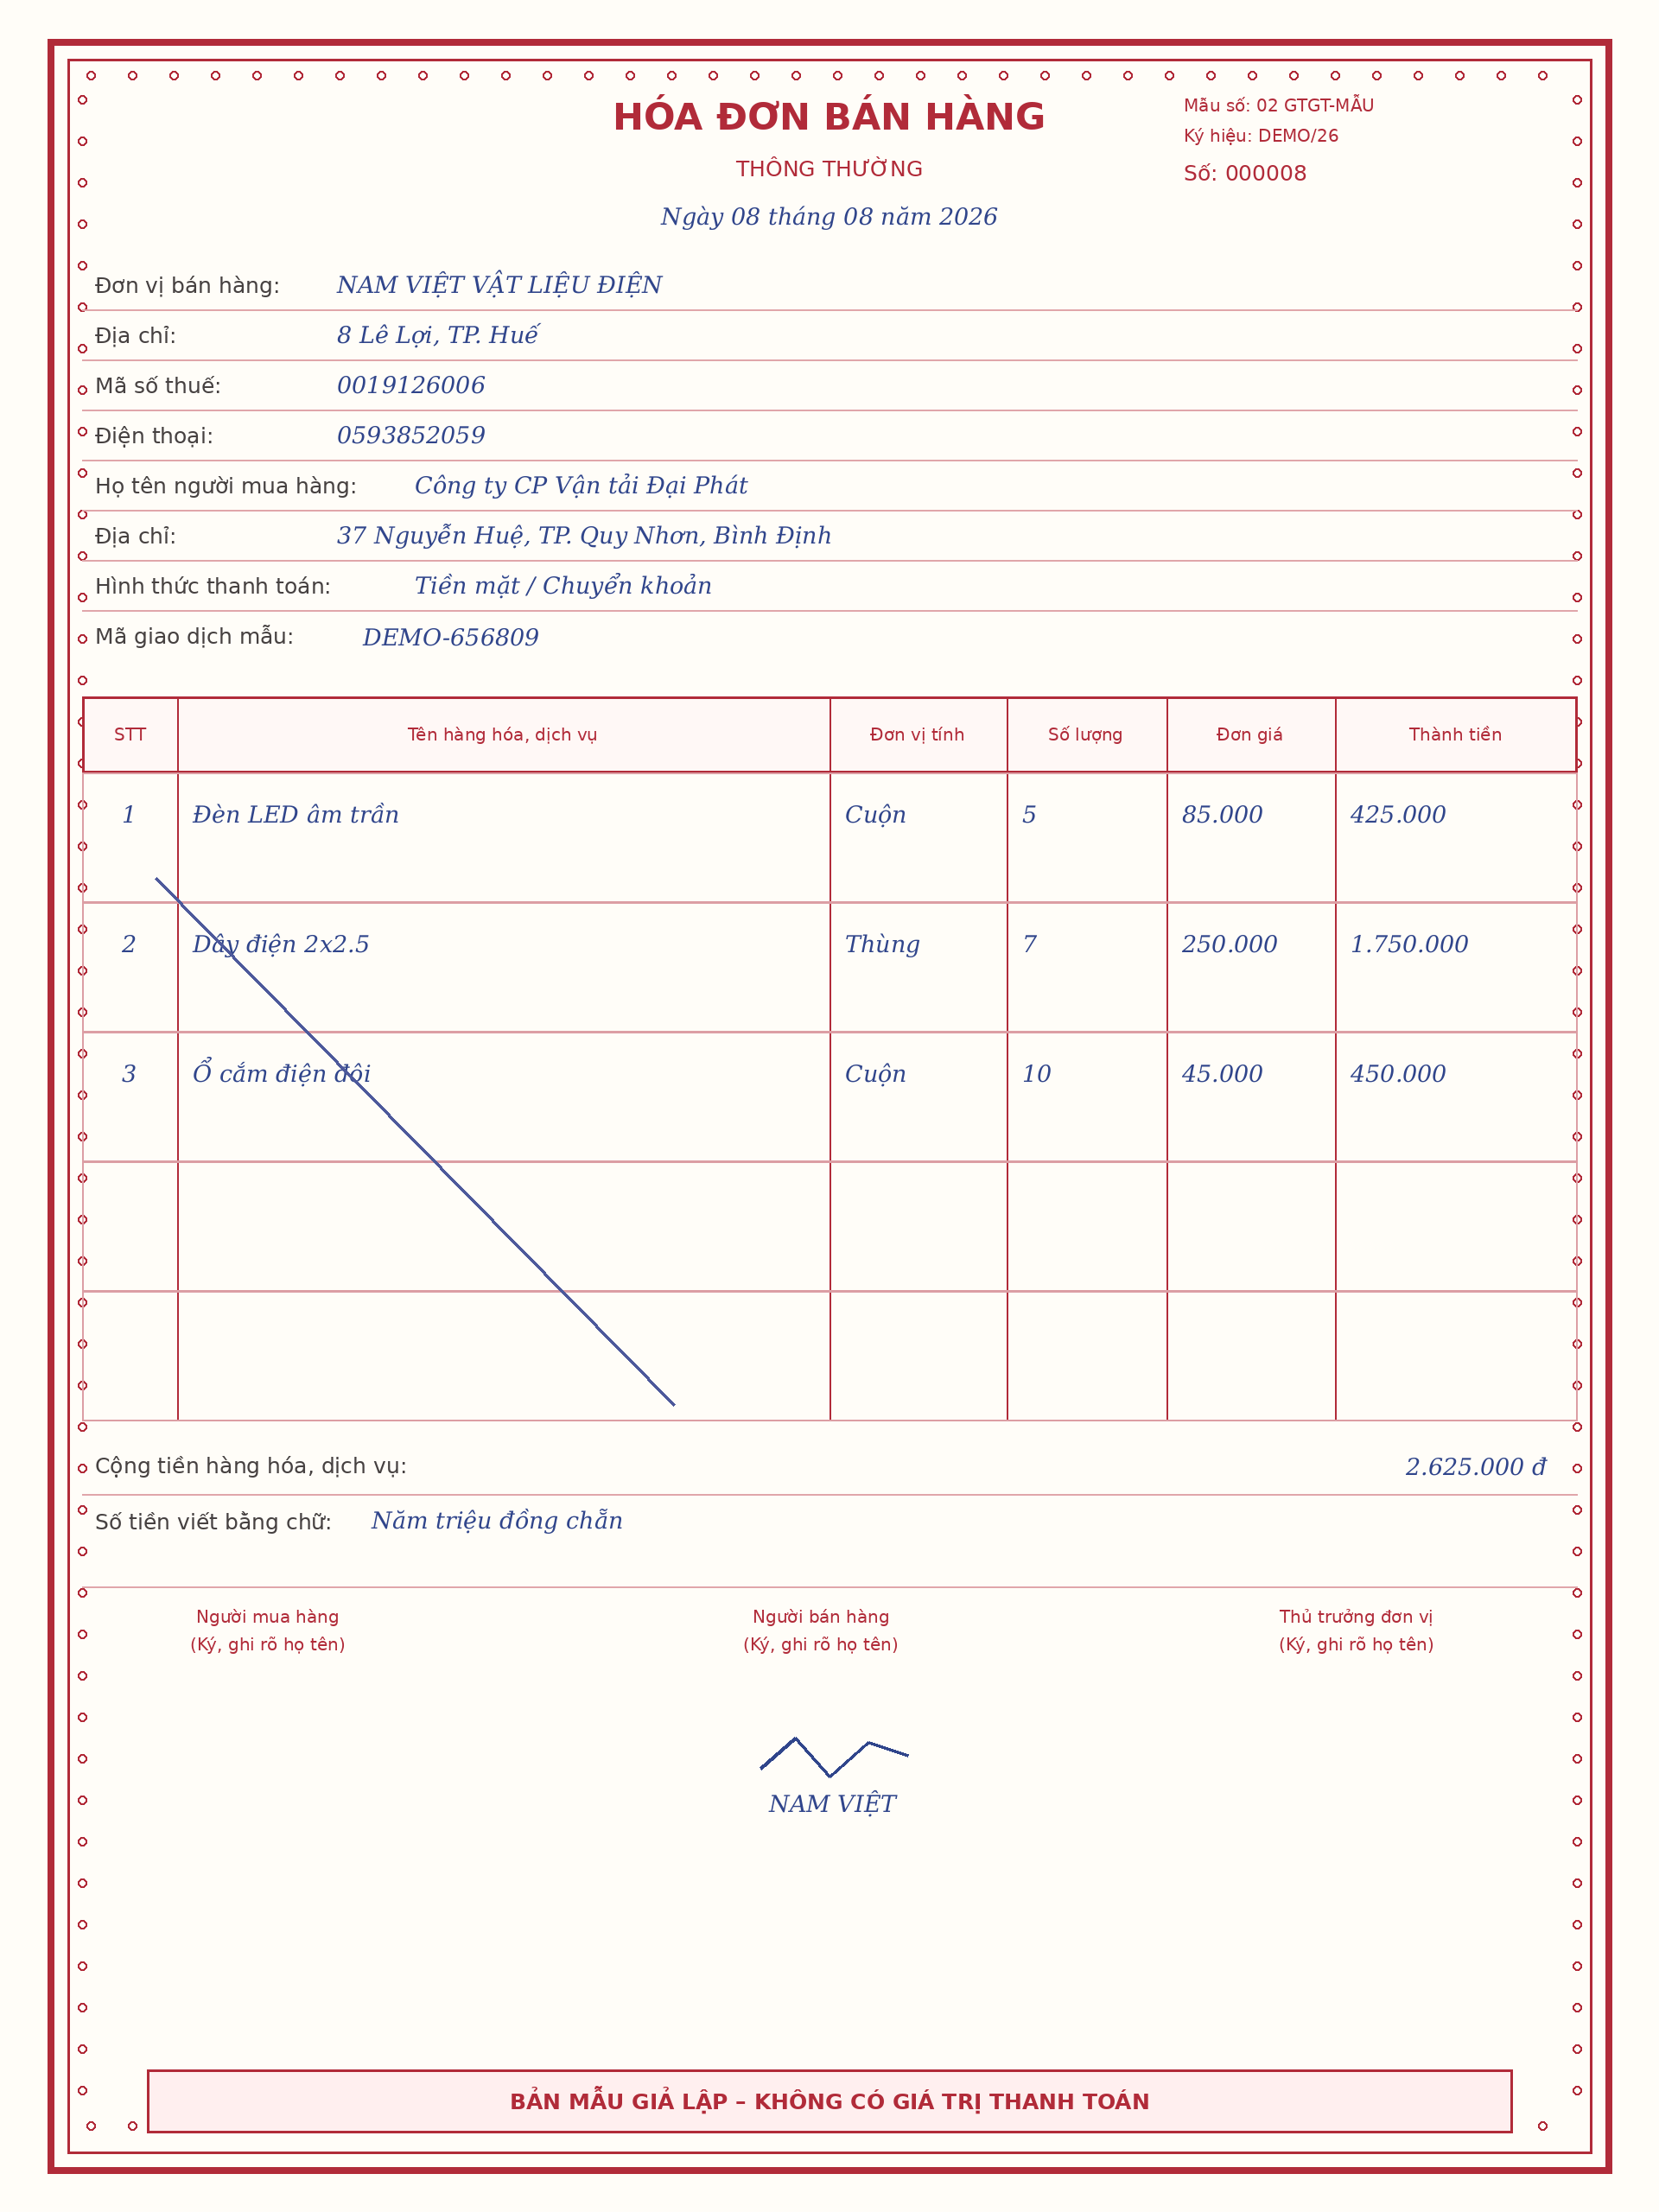 HÓA ĐƠN BÁN HÀNG
THÔNG THƯỜNG
Ngày 08 tháng 08 năm 2026
Mẫu số: 02 GTGT-MẪU
Ký hiệu: DEMO/26
Số: 000008
Đơn vị bán hàng: NAM VIỆT VẬT LIỆU ĐIỆN
Địa chỉ: 8 Lê Lợi, TP. Huế
Mã số thuế: 0019126006
Điện thoại: 0593852059
Họ tên người mua hàng: Công ty CP Vận tải Đại Phát
Địa chỉ: 37 Nguyễn Huệ, TP. Quy Nhơn, Bình Định
Hình thức thanh toán: Tiền mặt / Chuyển khoản
Mã giao dịch mẫu: DEMO-656809
STT Tên hàng hóa, dịch vụ Đơn vị tính Số lượng Đơn giá Thành tiền
1 Đèn LED âm trần Cuộn 5 85.000 425.000
2 Dây điện 2x2.5 Thùng 7 250.000 1.750.000
3 Ổ cắm điện đôi Cuộn 10 45.000 450.000
Cộng tiền hàng hóa, dịch vụ: 2.625.000 đ
Số tiền viết bằng chữ: Năm triệu đồng chẵn
Người mua hàng Người bán hàng Thủ trưởng đơn vị
(Ký, ghi rõ họ tên) (Ký, ghi rõ họ tên) (Ký, ghi rõ họ tên)
NAM VIỆT
BẢN MẪU GIẢ LẬP – KHÔNG CÓ GIÁ TRỊ THANH TOÁN